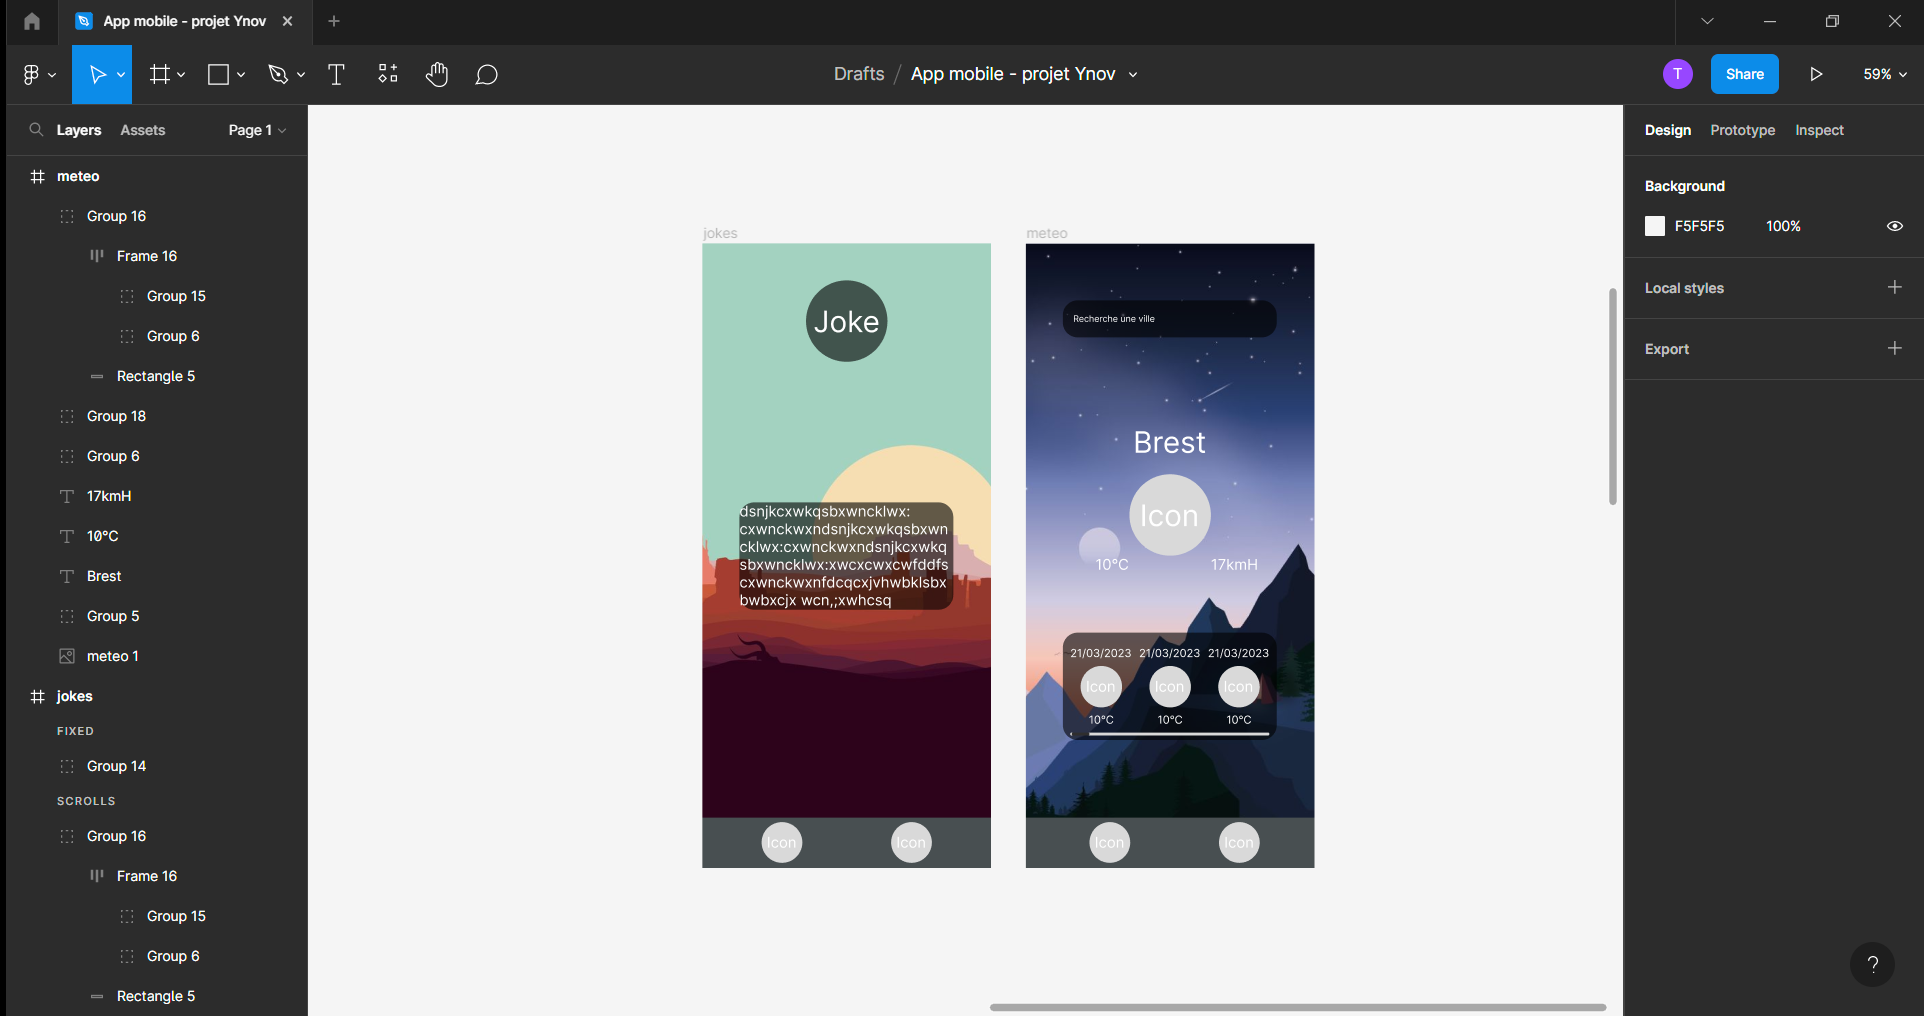 App mobile - projet Ynov
Drafts / App mobile - projet Ynov
T
Share
59%
Layers
Assets
Page 1
meteo
Group 16
Frame 16
Group 15
Group 6
Rectangle 5
Group 18
Group 6
17kmH
10°C
Brest
Group 5
meteo 1
jokes
FIXED
Group 14
SCROLLS
Group 16
Frame 16
Group 15
Group 6
Rectangle 5
jokes
Joke
dsnjkcxwkqsbxwncklwx:
cxwnckwxndsnjkcxwkqsbxwn
cklwx:cxwnckwxndsnjkcxwkq
sbxwncklwx:xwcxcwxcwfddfs
cxwnckwxnfdcqcxjvhwbklsbx
bwbxcjx wcn,;xwhcsq
Icon
Icon
meteo
Recherche une ville
Brest
Icon
10°C
17kmH
21/03/2023 21/03/2023 21/03/2023
Icon Icon Icon
10°C 10°C 10°C
Icon
Icon
Design
Prototype
Inspect
Background
F5F5F5
100%
Local styles
Export
?